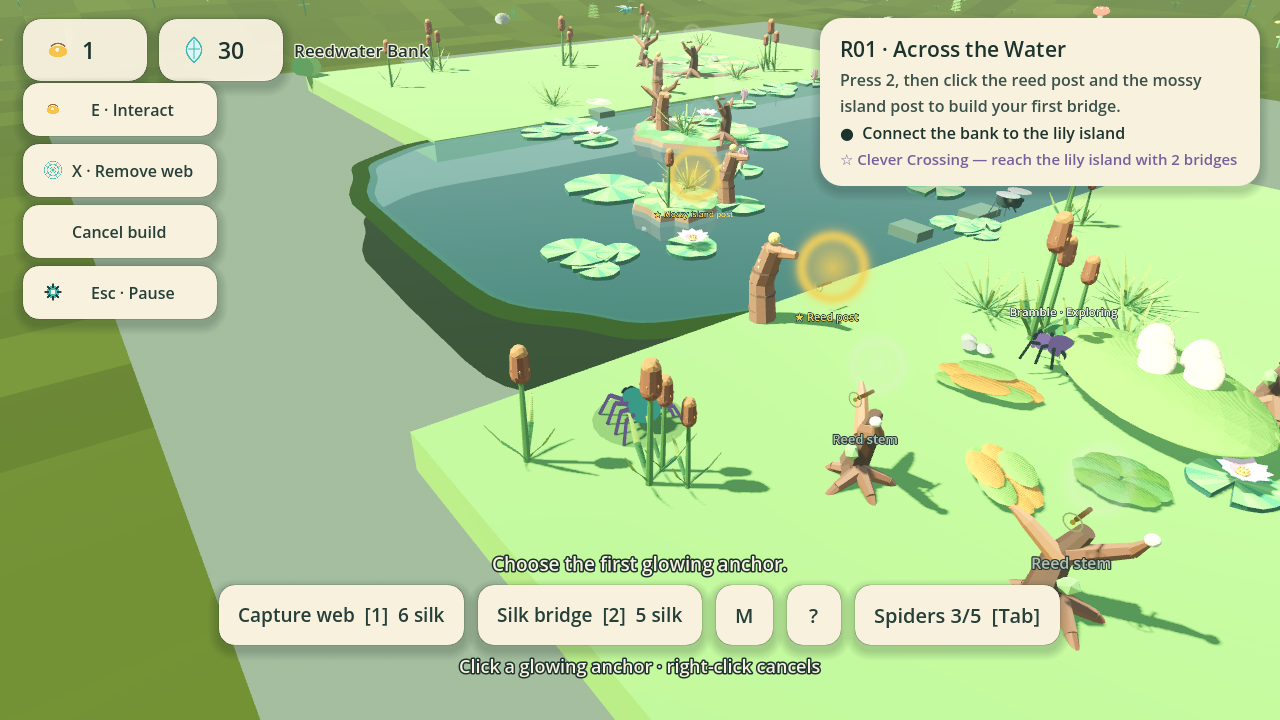 1
30
Reedwater Bank
E · Interact
X · Remove web
Cancel build
Esc · Pause
R01 · Across the Water
Press 2, then click the reed post and the mossy
island post to build your first bridge.
● Connect the bank to the lily island
☆ Clever Crossing — reach the lily island with 2 bridges
★ Mossy island post
★ Reed post
Bramble · Exploring
Reed stem
Reed stem
Choose the first glowing anchor.
Capture web [1] 6 silk
Silk bridge [2] 5 silk
M
?
Spiders 3/5 [Tab]
Click a glowing anchor · right-click cancels